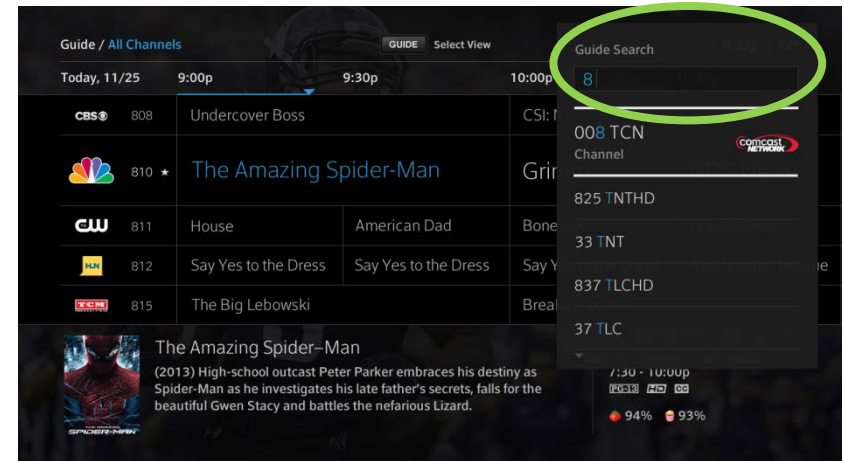 Guide / All Channels
GUIDE Select View
Guide Search
Today, 11/25 9:00p 9:30p 10:00p
8
CBS 808 Undercover Boss CSI:
008 TCN
Channel
comcast
NETWORK
810 ★ The Amazing Spider-Man
825 TNTHD
CW 811 House American Dad Bone
33 TNT
HLN 812 Say Yes to the Dress Say Yes to the Dress Say
837 TLCHD
TCM 815 The Big Lebowski Brea
37 TLC
The Amazing Spider–Man
(2013) High-school outcast Peter Parker embraces his destiny as
Spider-Man as he investigates his late father's secrets, falls for the
beautiful Gwen Stacy and battles the nefarious Lizard.
SPIDER-MAN
7:30 - 10:00p
PG-13 HD CC
94% 93%